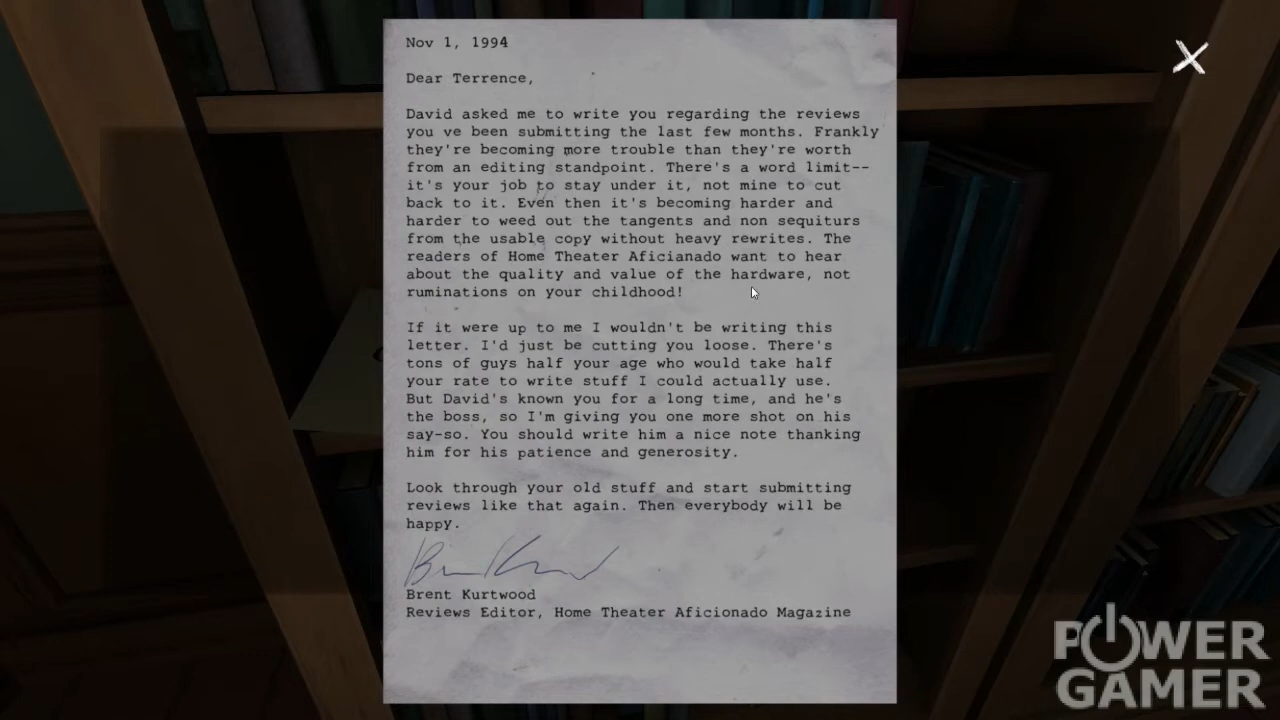 Nov 1, 1994
Dear Terrence,
David asked me to write you regarding the reviews
you ve been submitting the last few months. Frankly
they're becoming more trouble than they're worth
from an editing standpoint. There's a word limit--
it's your job to stay under it, not mine to cut
back to it. Even then it's becoming harder and
harder to weed out the tangents and non sequiturs
from the usable copy without heavy rewrites. The
readers of Home Theater Aficianado want to hear
about the quality and value of the hardware, not
ruminations on your childhood!
If it were up to me I wouldn't be writing this
letter. I'd just be cutting you loose. There's
tons of guys half your age who would take half
your rate to write stuff I could actually use.
But David's known you for a long time, and he's
the boss, so I'm giving you one more shot on his
say-so. You should write him a nice note thanking
him for his patience and generosity.
Look through your old stuff and start submitting
reviews like that again. Then everybody will be
happy.
Brent Kurtwood
Reviews Editor, Home Theater Aficionado Magazine
POWER
GAMER